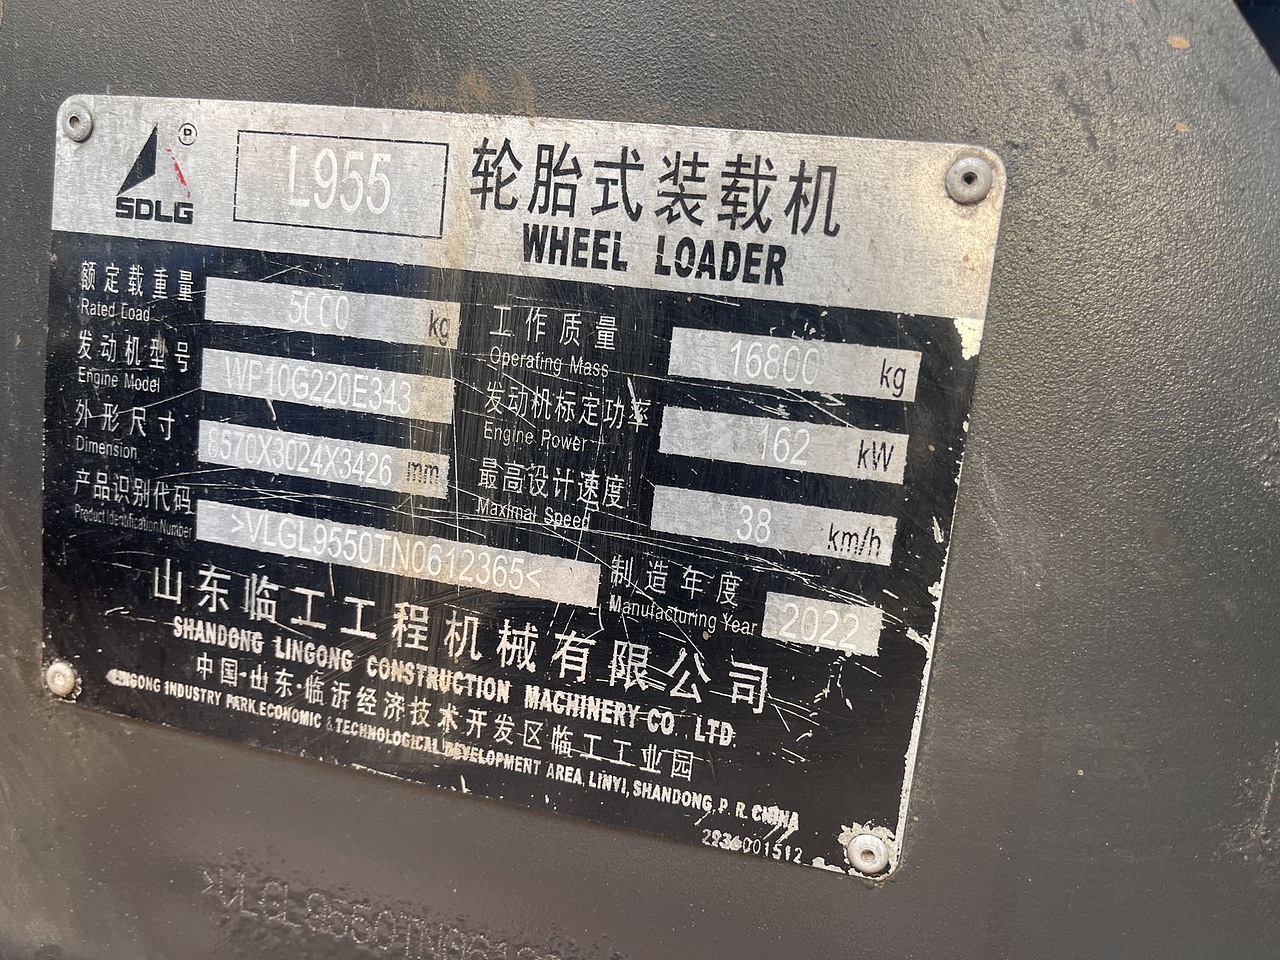 SDLG ®
L955
轮胎式装载机
WHEEL LOADER
额定载重量
Rated Load
5000 kg
工作质量
Operating Mass
16800 kg
发动机型号
Engine Model
WP10G220E343
发动机标定功率
Engine Power
162 kW
外形尺寸
Dimension
8570X3024X3426 mm
最高设计速度
Maximal Speed
38 km/h
产品识别代码
Product Identification Number
>VLGL9550TN0612365<
制造年度
Manufacturing Year
2022
山东临工工程机械有限公司
SHANDONG LINGONG CONSTRUCTION MACHINERY CO., LTD.
中国·山东·临沂经济技术开发区临工工业园
LINGONG INDUSTRY PARK,ECONOMIC & TECHNOLOGICAL DEVELOPMENT AREA, LINYI, SHANDONG, P. R. CHINA